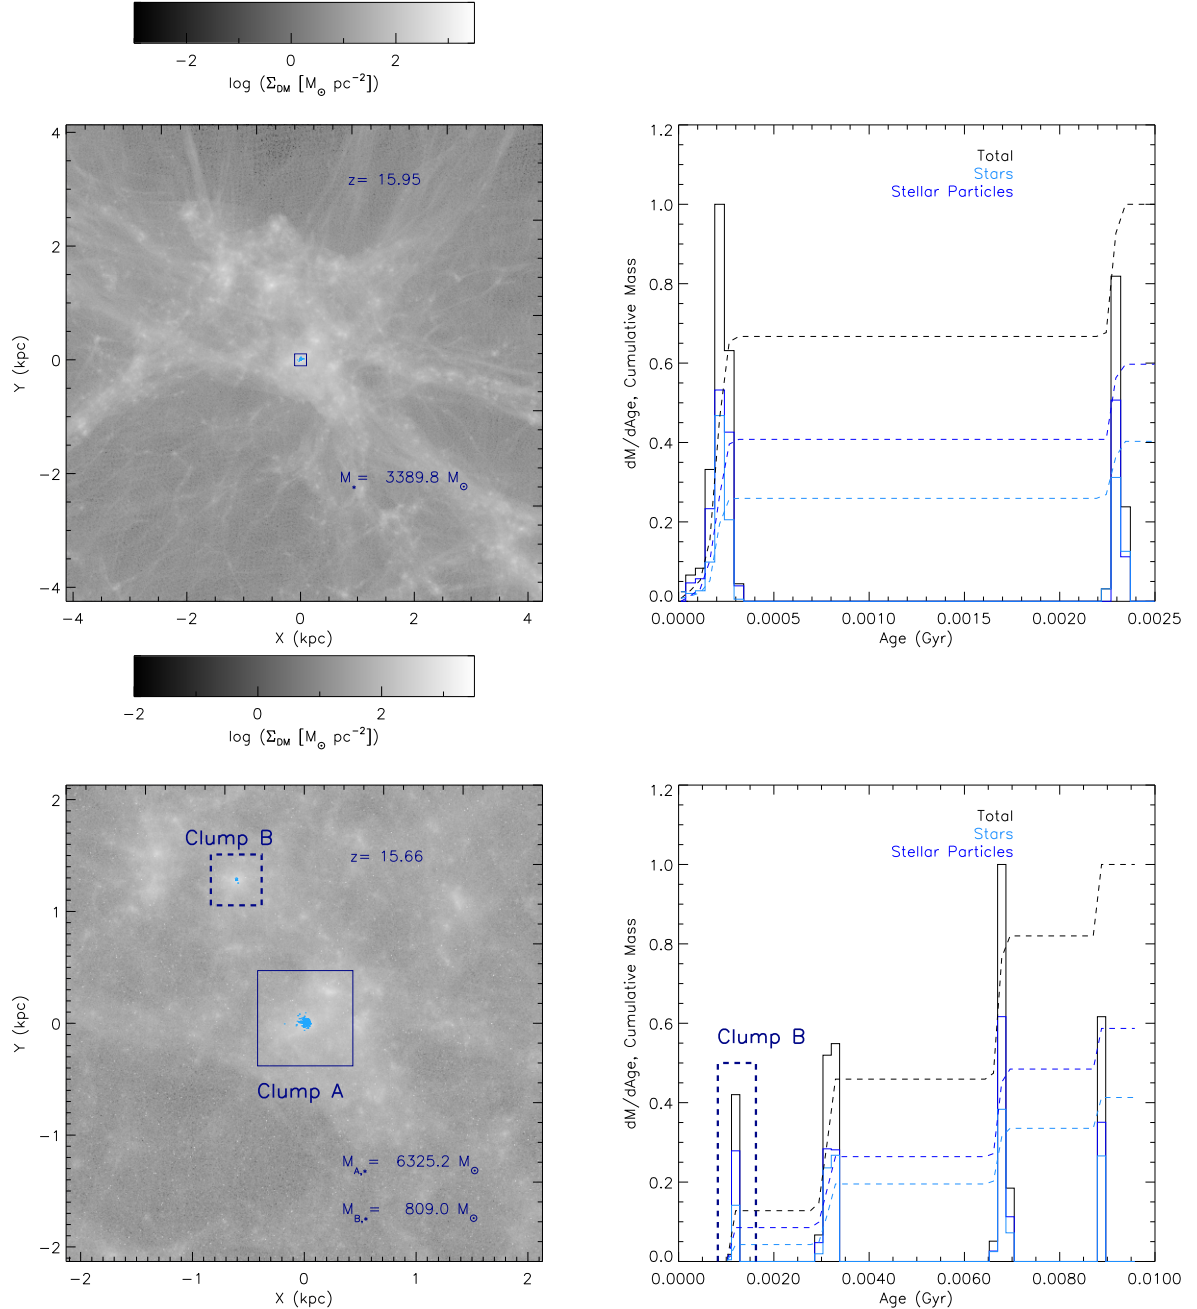 −2 0 2
log (Σ_DM [M_⊙ pc^−2])
4
2
0
−2
−4
Y (kpc)
z= 15.95
M_*= 3389.8 M_⊙
−4 −2 0 2 4
X (kpc)
1.2
1.0
0.8
0.6
0.4
0.2
0.0
dM/dAge, Cumulative Mass
Total
Stars
Stellar Particles
0.0000 0.0005 0.0010 0.0015 0.0020 0.0025
Age (Gyr)
−2 0 2
log (Σ_DM [M_⊙ pc^−2])
2
1
0
−1
−2
Y (kpc)
Clump B
z= 15.66
Clump A
M_A,*= 6325.2 M_⊙
M_B,*= 809.0 M_⊙
−2 −1 0 1 2
X (kpc)
1.2
1.0
0.8
0.6
0.4
0.2
0.0
dM/dAge, Cumulative Mass
Total
Stars
Stellar Particles
Clump B
0.0000 0.0020 0.0040 0.0060 0.0080 0.0100
Age (Gyr)